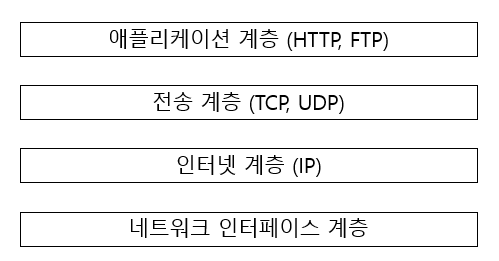 애플리케이션 계층 (HTTP, FTP)
전송 계층 (TCP, UDP)
인터넷 계층 (IP)
네트워크 인터페이스 계층